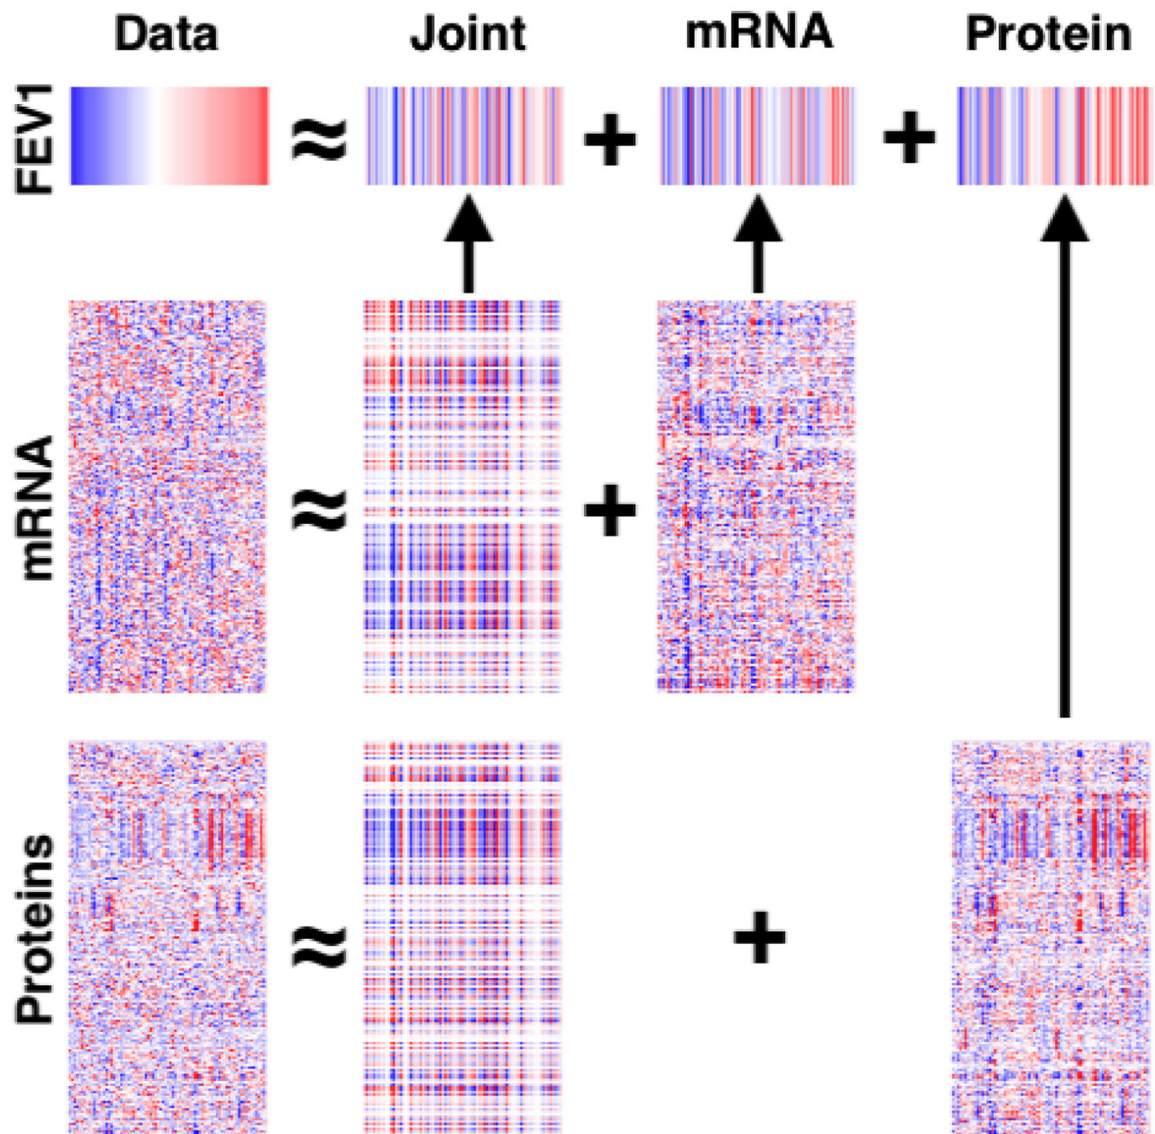 Data Joint mRNA Protein
FEV1 ≈ + +
mRNA ≈ +
Proteins ≈ +